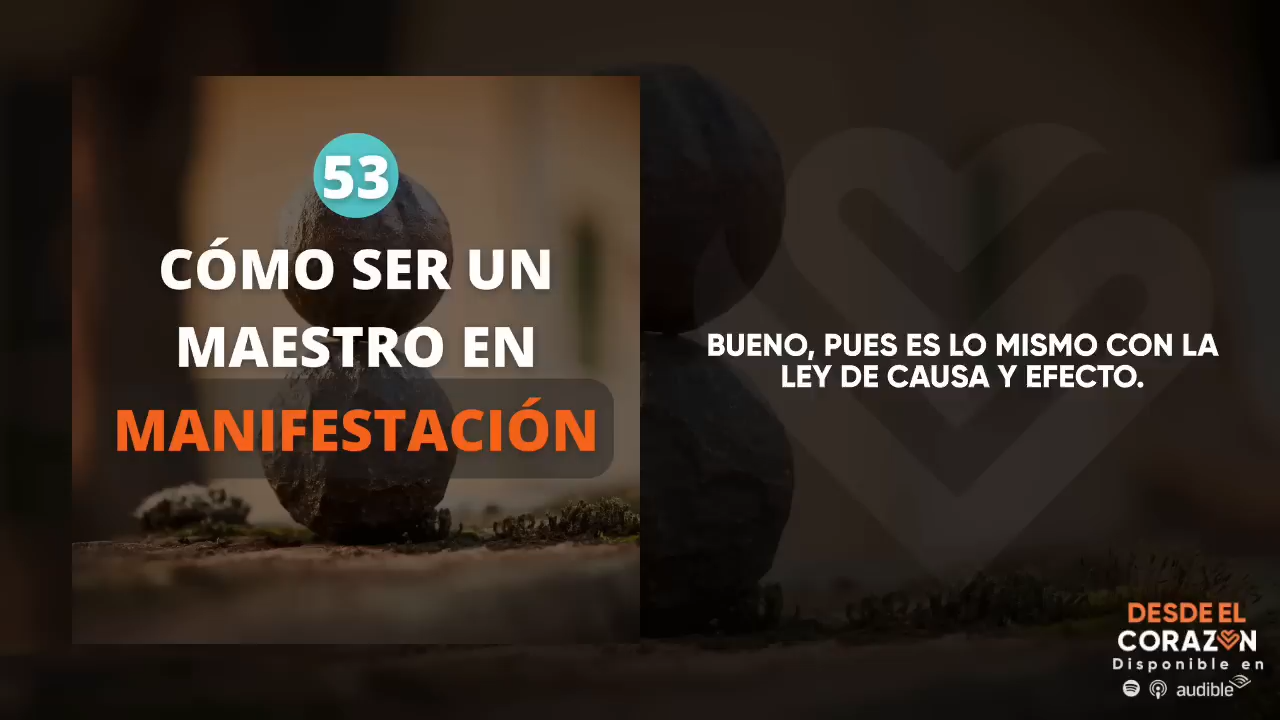 53
CÓMO SER UN
MAESTRO EN
MANIFESTACIÓN
BUENO, PUES ES LO MISMO CON LA
LEY DE CAUSA Y EFECTO.
DESDE EL
CORAZÓN
Disponible en
audible